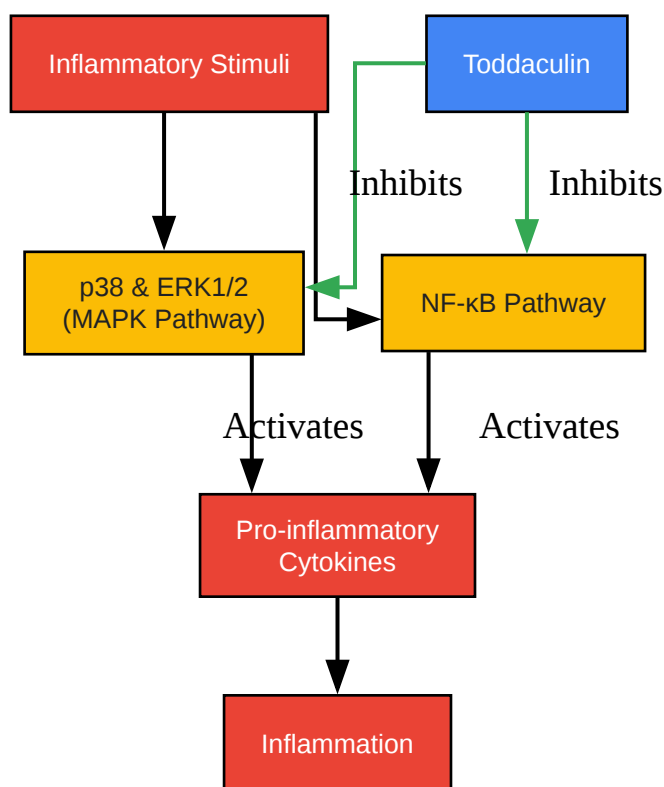 Inflammatory Stimuli
Toddaculin
Inhibits
Inhibits
p38 & ERK1/2
(MAPK Pathway)
NF-κB Pathway
Activates
Activates
Pro-inflammatory
Cytokines
Inflammation